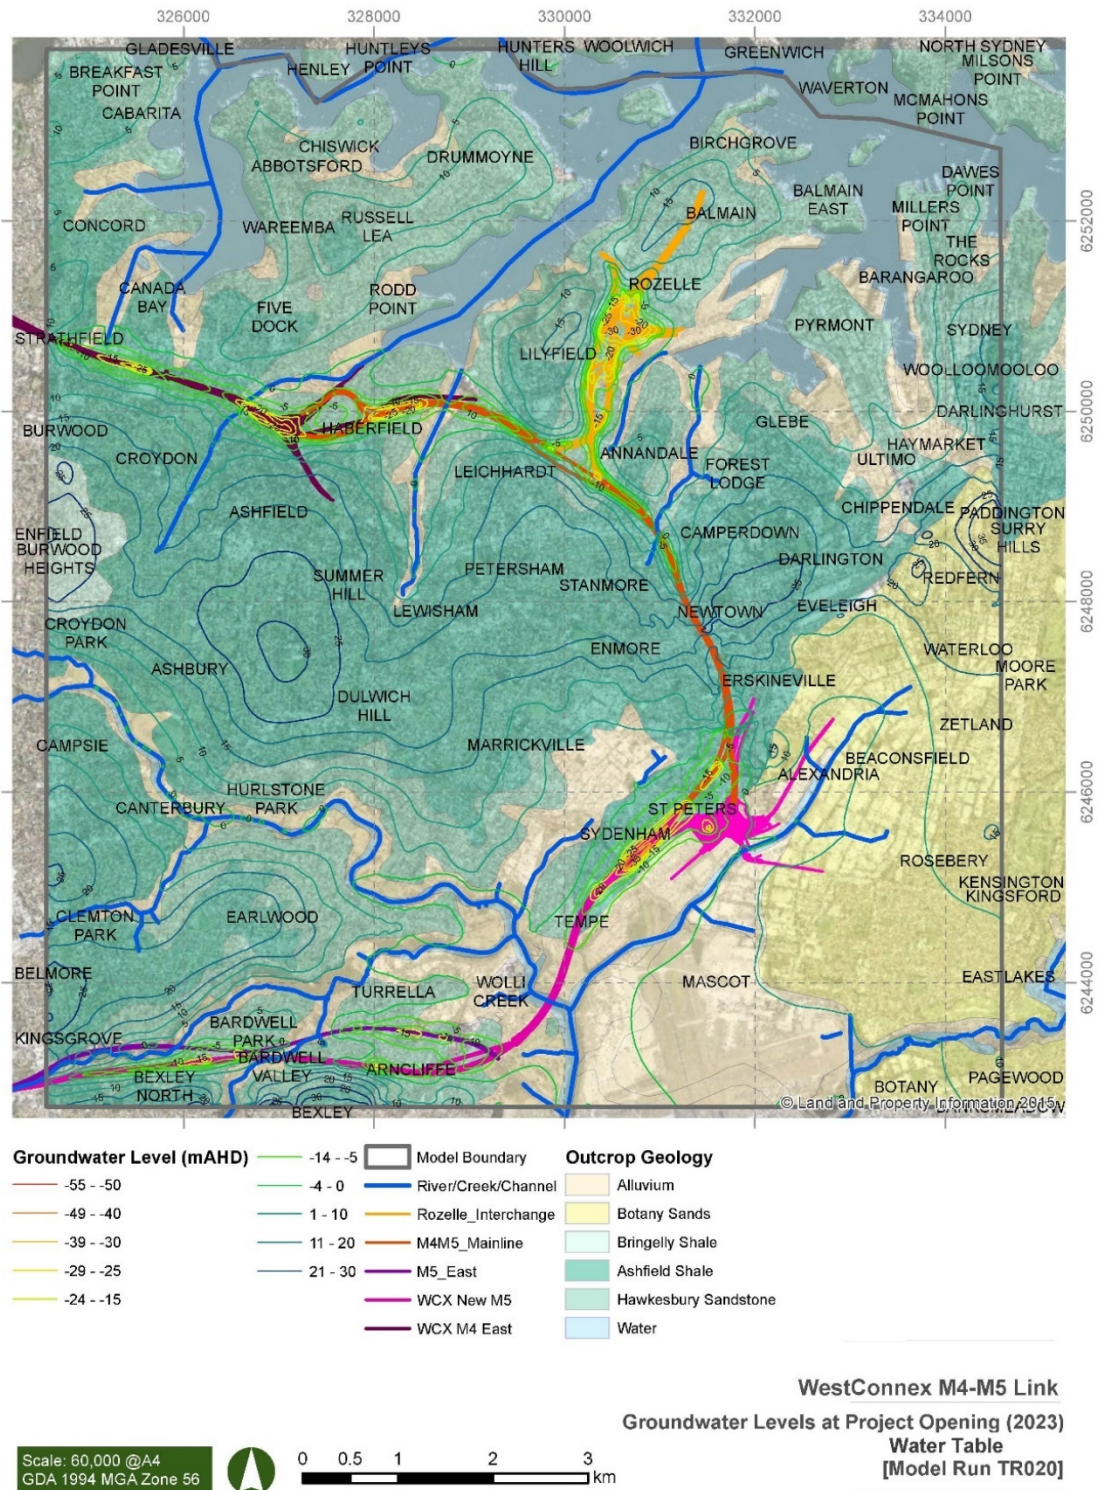 326000
328000
330000
332000
334000
GLADESVILLE
HUNTLEYS
POINT
HUNTERS
HILL
WOOLWICH
GREENWICH
NORTH SYDNEY
MILSONS
POINT
BREAKFAST
POINT
HENLEY
WAVERTON
MCMAHONS
POINT
CABARITA
CHISWICK
ABBOTSFORD
DRUMMOYNE
BIRCHGROVE
DAWES
POINT
BALMAIN
EAST
BALMAIN
MILLERS
POINT
CONCORD
WAREEMBA
RUSSELL
LEA
6252000
THE
ROCKS
BARANGAROO
CANADA
BAY
RODD
POINT
ROZELLE
FIVE
DOCK
PYRMONT
SYDNEY
STRATHFIELD
LILYFIELD
WOOLLOOMOOLOO
DARLINGHURST
6250000
BURWOOD
HABERFIELD
GLEBE
HAYMARKET
CROYDON
LEICHHARDT
ANNANDALE
FOREST
LODGE
ULTIMO
ASHFIELD
CHIPPENDALE
PADDINGTON
SURRY
HILLS
ENFIELD
BURWOOD
HEIGHTS
CAMPERDOWN
DARLINGTON
SUMMER
HILL
PETERSHAM
STANMORE
REDFERN
LEWISHAM
NEWTOWN
EVELEIGH
6248000
CROYDON
PARK
ENMORE
WATERLOO
MOORE
PARK
ASHBURY
ERSKINEVILLE
DULWICH
HILL
ZETLAND
CAMPSIE
MARRICKVILLE
BEACONSFIELD
ALEXANDRIA
HURLSTONE
PARK
CANTERBURY
6246000
ST PETERS
SYDENHAM
ROSEBERY
KENSINGTON
KINGSFORD
CLEMTON
PARK
EARLWOOD
TEMPE
BELMORE
WOLLI
CREEK
MASCOT
EASTLAKES
6244000
TURRELLA
BARDWELL
PARK
KINGSGROVE
BARDWELL
VALLEY
ARNCLIFFE
BEXLEY
NORTH
PAGEWOOD
BOTANY
BEXLEY
© Land and Property Information 2015
BANKSMEADOW
Groundwater Level (mAHD)
-55 - -50
-49 - -40
-39 - -30
-29 - -25
-24 - -15
-14 - -5
-4 - 0
1 - 10
11 - 20
21 - 30
Model Boundary
River/Creek/Channel
Rozelle_Interchange
M4M5_Mainline
M5_East
WCX New M5
WCX M4 East
Outcrop Geology
Alluvium
Botany Sands
Bringelly Shale
Ashfield Shale
Hawkesbury Sandstone
Water
WestConnex M4-M5 Link
Groundwater Levels at Project Opening (2023)
Water Table
[Model Run TR020]
Scale: 60,000 @A4
GDA 1994 MGA Zone 56
0 0.5 1 2 3
km